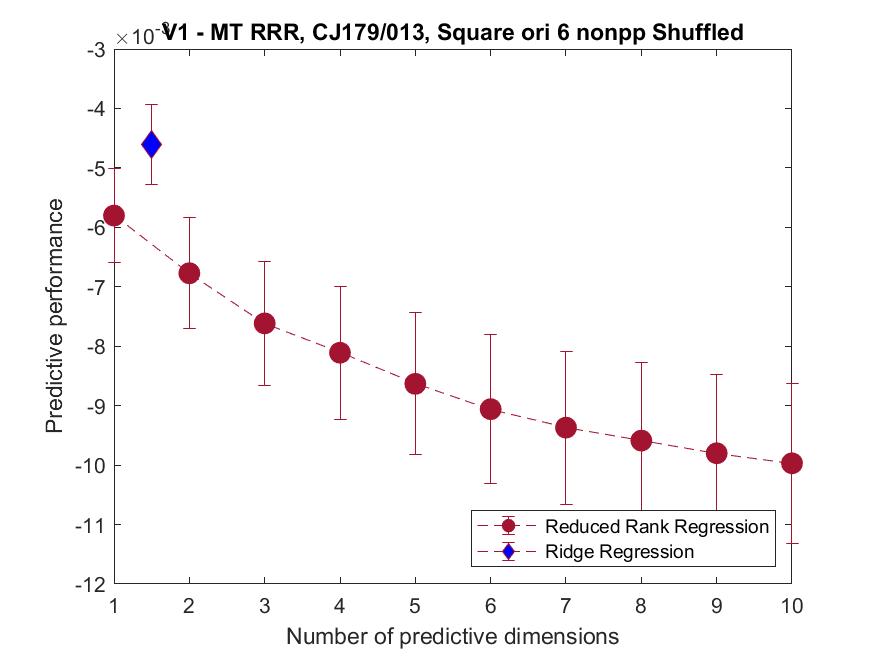 ×10-3
V1 - MT RRR, CJ179/013, Square ori 6 nonpp Shuffled
-3
-4
-5
-6
-7
-8
-9
-10
-11
-12
Predictive performance
1 2 3 4 5 6 7 8 9 10
Number of predictive dimensions
Reduced Rank Regression
Ridge Regression